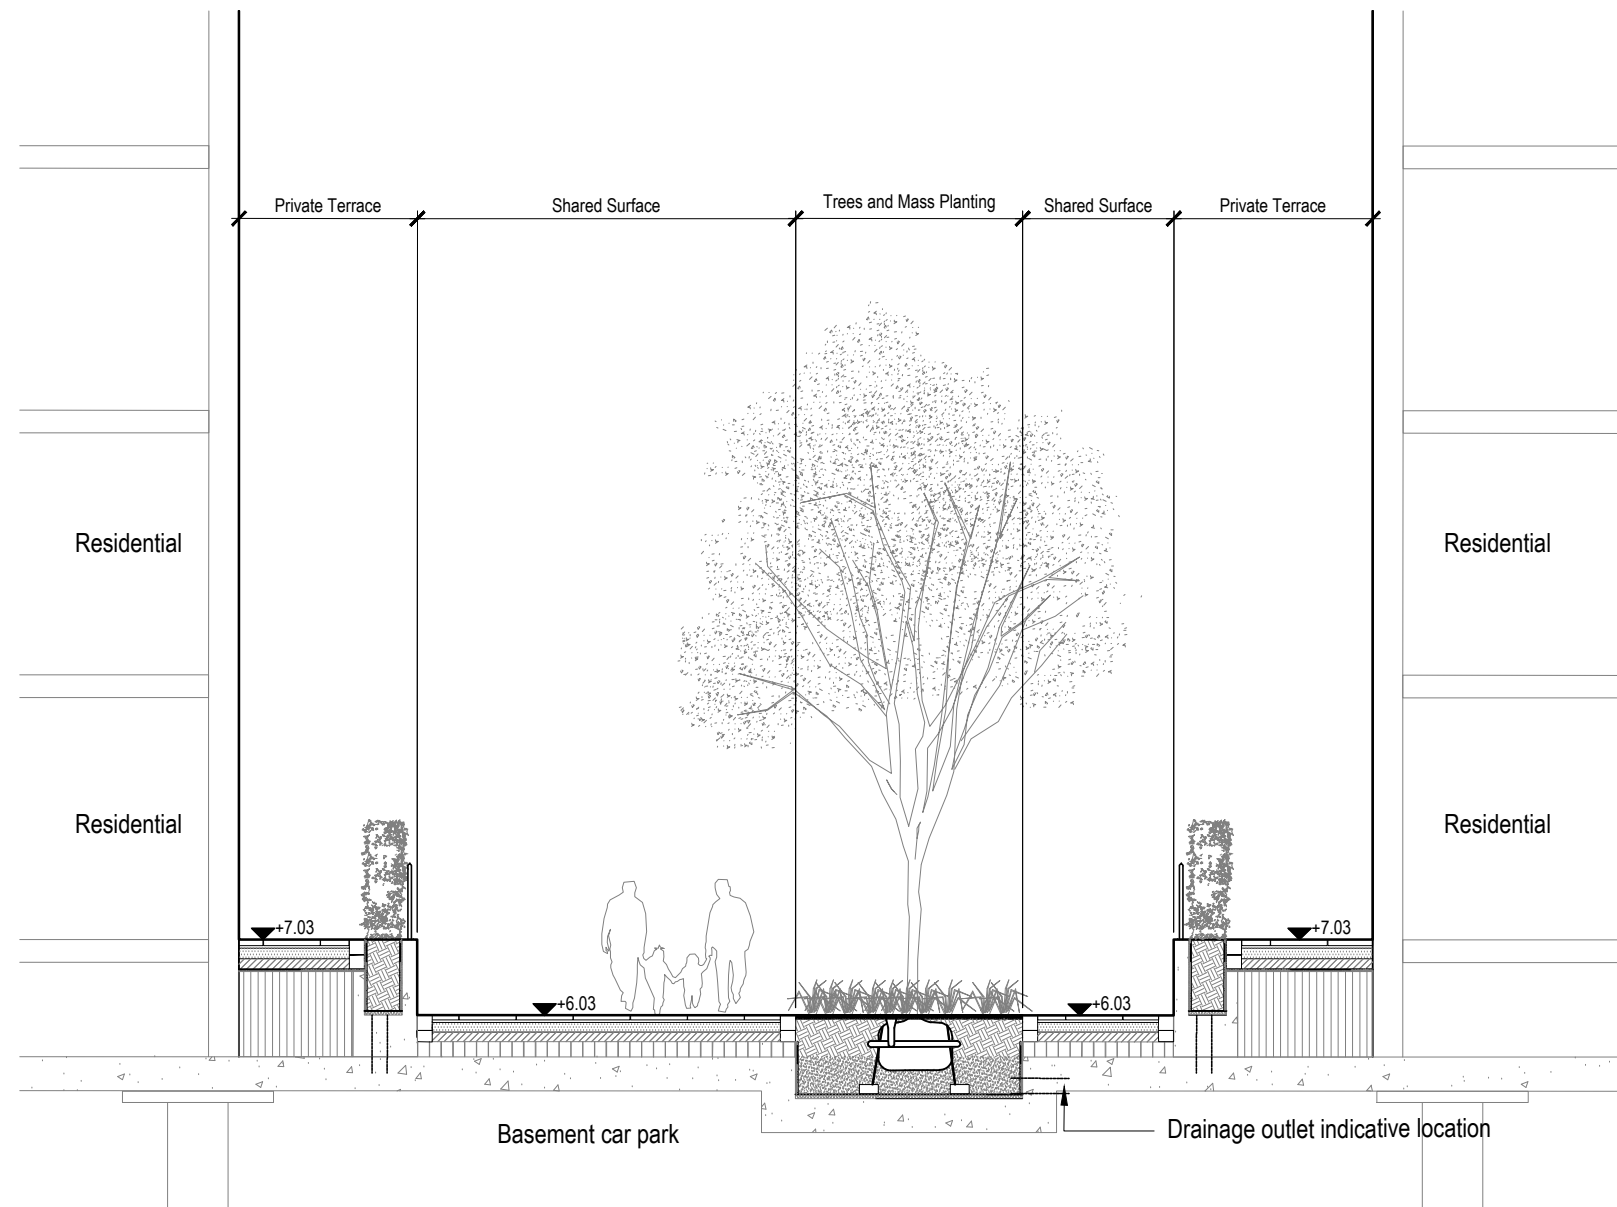 Private Terrace
Shared Surface
Trees and Mass Planting
Shared Surface
Private Terrace
Residential
Residential
Residential
Residential
+7.03
+7.03
+6.03
+6.03
Basement car park
Drainage outlet indicative location